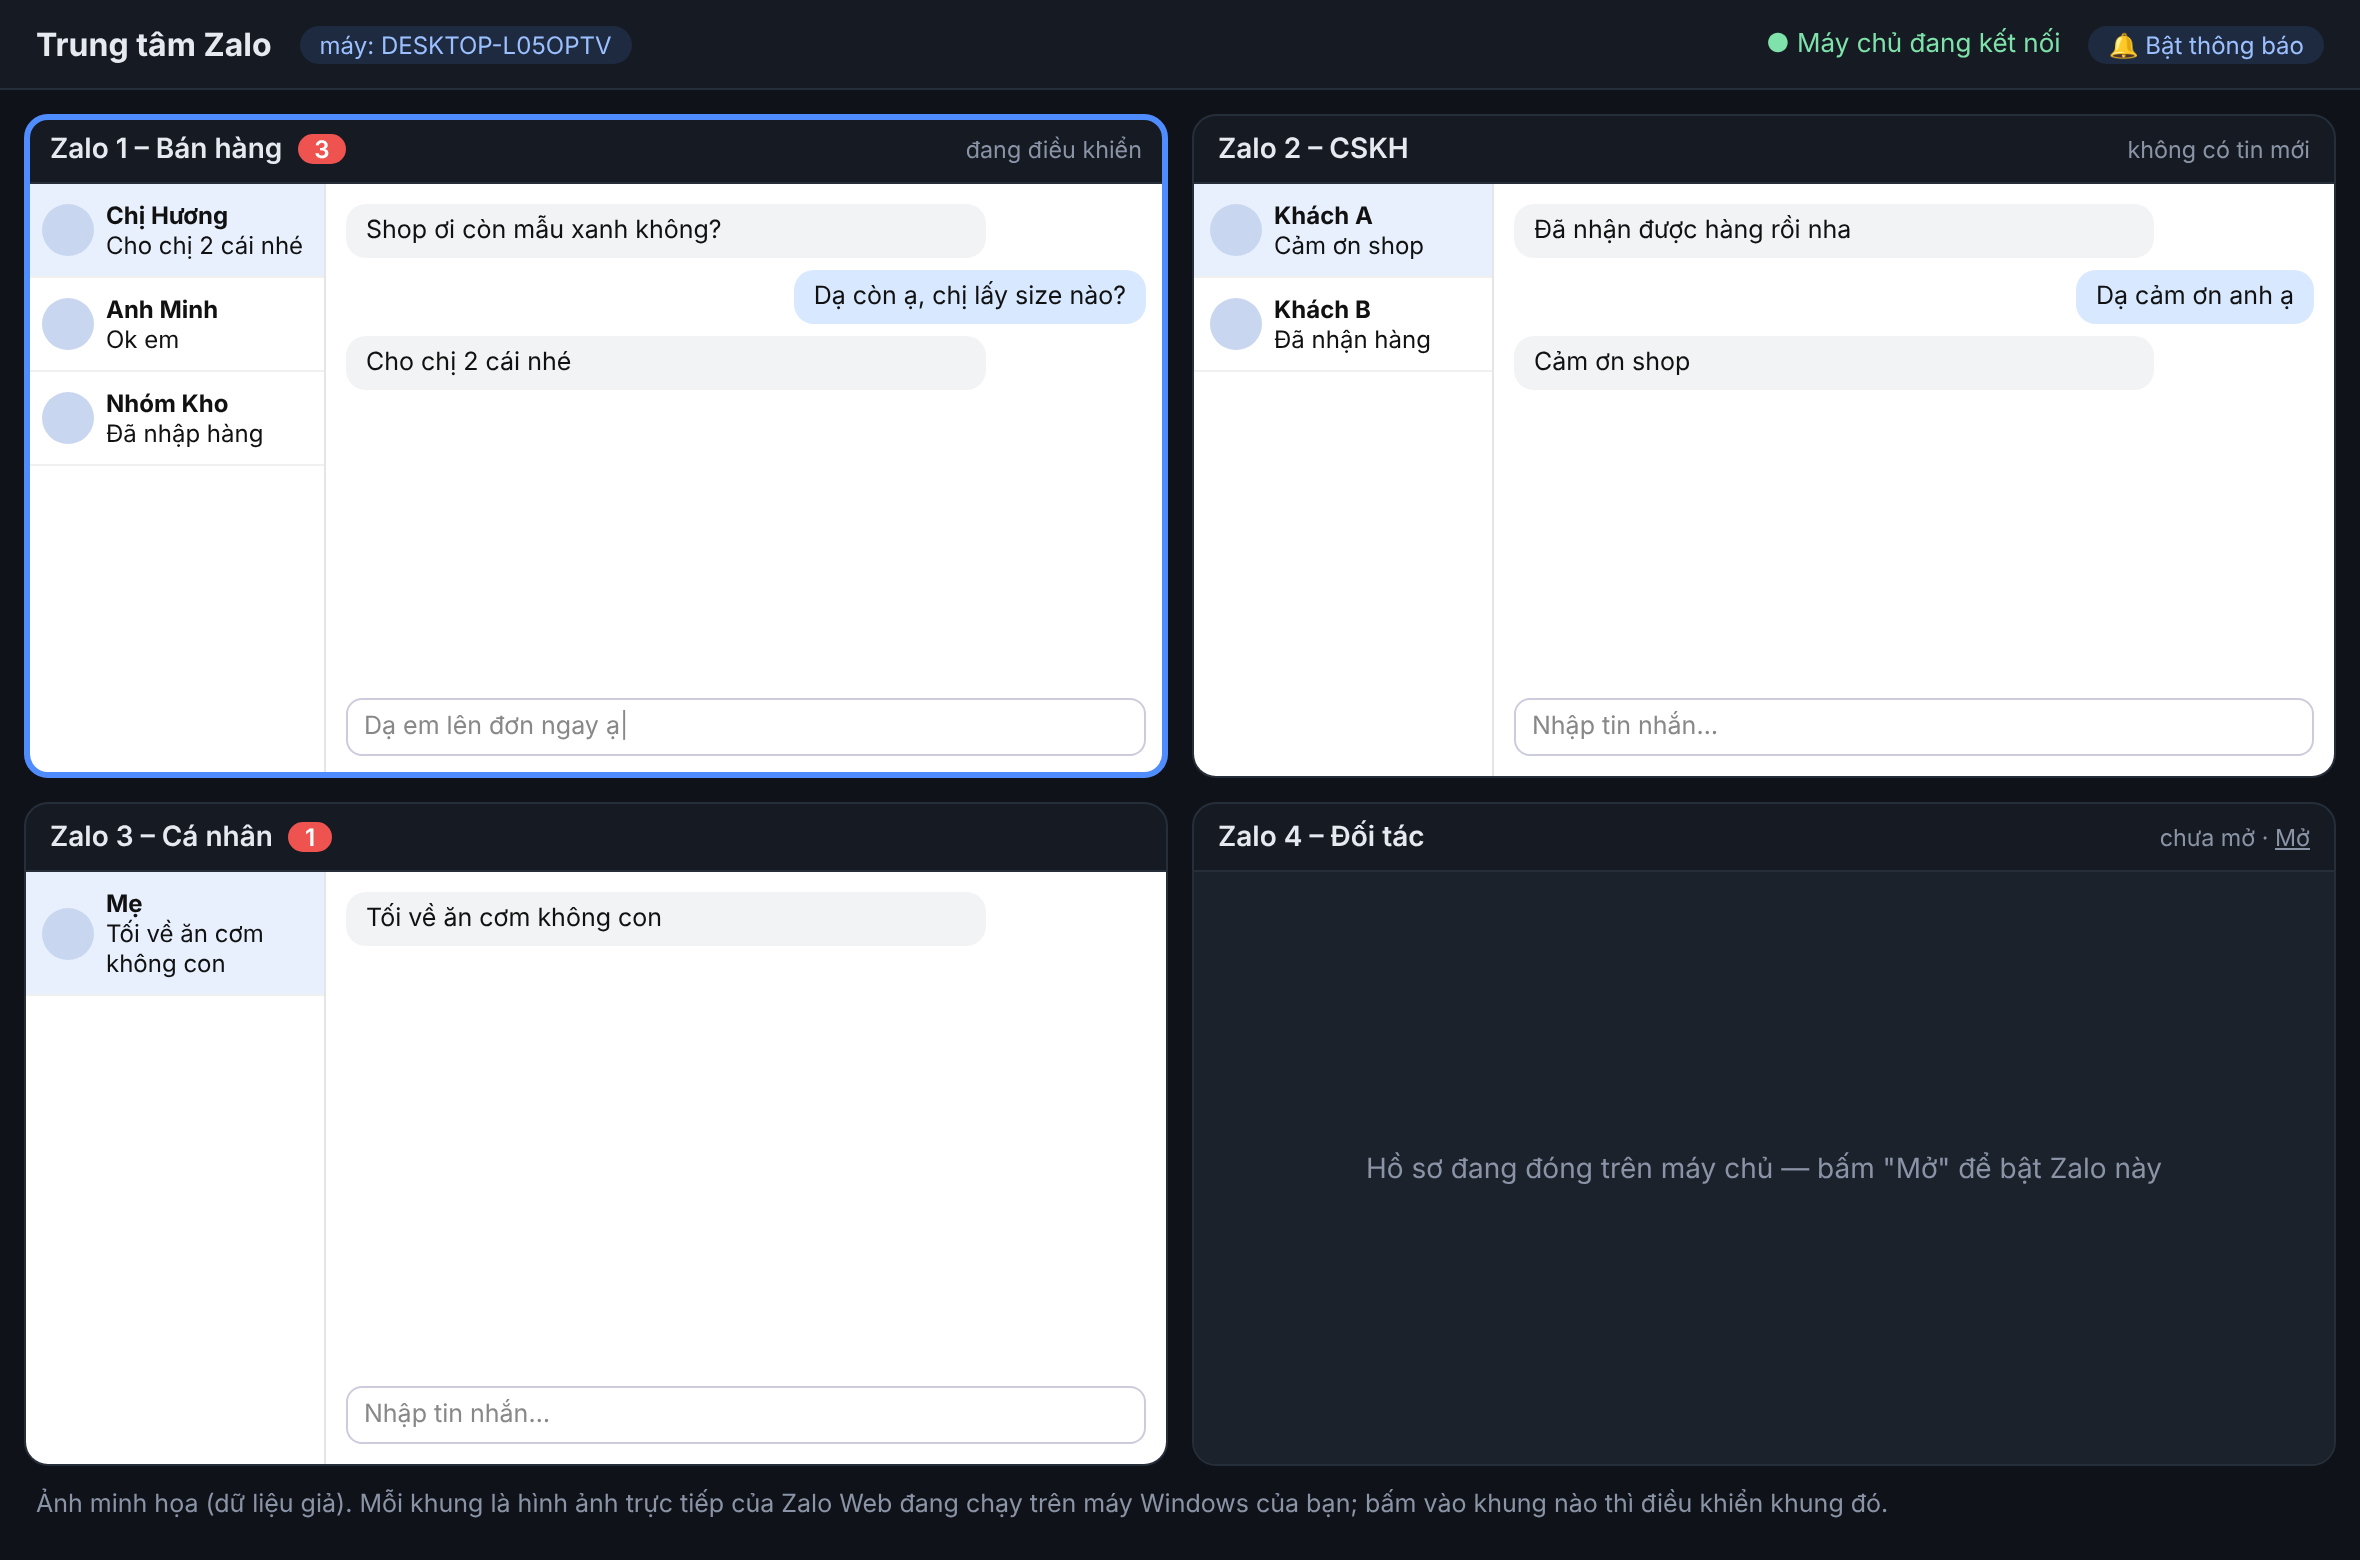 Trung tâm Zalo
máy: DESKTOP-L05OPTV
Máy chủ đang kết nối
🔔 Bật thông báo
Zalo 1 – Bán hàng 3
đang điều khiển
Chị Hương
Cho chị 2 cái nhé
Anh Minh
Ok em
Nhóm Kho
Đã nhập hàng
Shop ơi còn mẫu xanh không?
Dạ còn ạ, chị lấy size nào?
Cho chị 2 cái nhé
Dạ em lên đơn ngay ạ
Zalo 2 – CSKH
không có tin mới
Khách A
Cảm ơn shop
Khách B
Đã nhận hàng
Đã nhận được hàng rồi nha
Dạ cảm ơn anh ạ
Cảm ơn shop
Nhập tin nhắn...
Zalo 3 – Cá nhân 1
Mẹ
Tối về ăn cơm
không con
Tối về ăn cơm không con
Nhập tin nhắn...
Zalo 4 – Đối tác
chưa mở · Mở
Hồ sơ đang đóng trên máy chủ — bấm "Mở" để bật Zalo này
Ảnh minh họa (dữ liệu giả). Mỗi khung là hình ảnh trực tiếp của Zalo Web đang chạy trên máy Windows của bạn; bấm vào khung nào thì điều khiển khung đó.